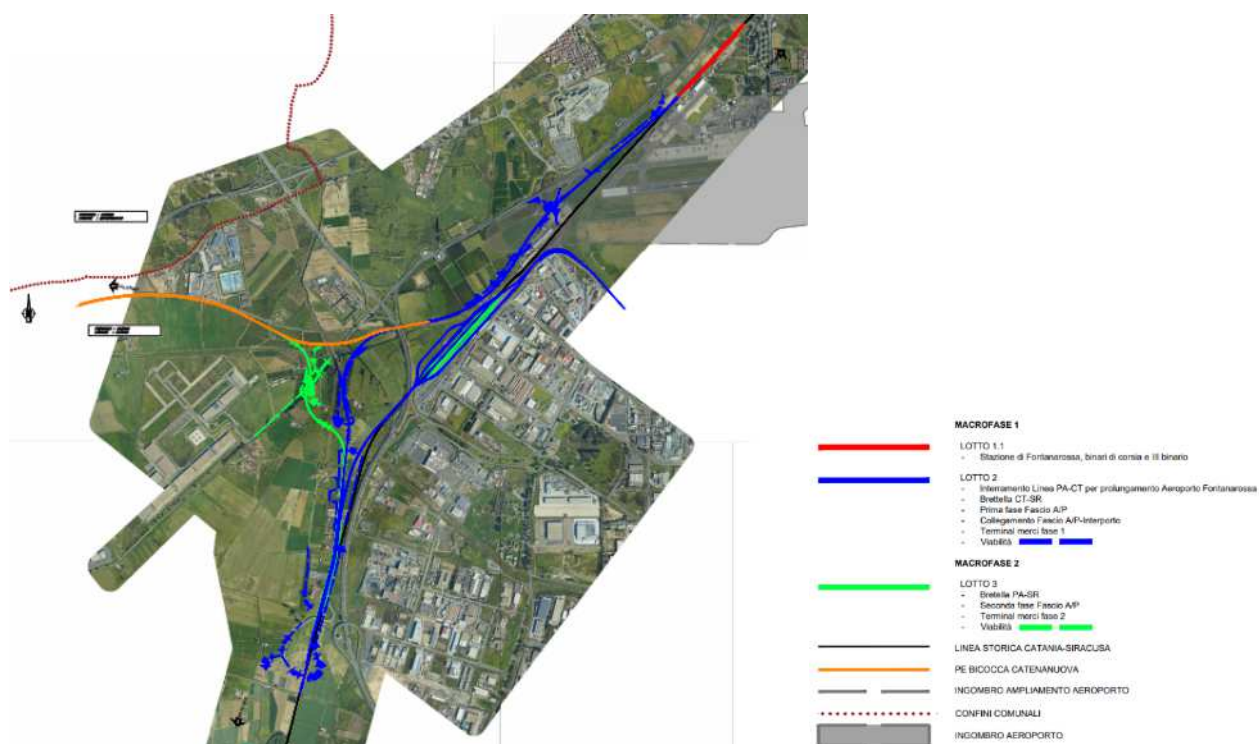 MACROFASE 1
LOTTO 1.1
- Stazione di Fontanarossa, binari di corsia e III binario
LOTTO 2
- Interramento Linea PA-CT per prolungamento Aeroporto Fontanarossa
- Brettella CT-SR
- Prima fase Fascio A/P
- Collegamento Fascio A/P-Interporto
- Terminal merci fase 1
- Viabilità
MACROFASE 2
LOTTO 3
- Bretella PA-SR
- Seconda fase Fascio A/P
- Terminal merci fase 2
- Viabilità
LINEA STORICA CATANIA-SIRACUSA
PE BICOCCA CATENANUOVA
INGOMBRO AMPLIAMENTO AEROPORTO
CONFINI COMUNALI
INGOMBRO AEROPORTO